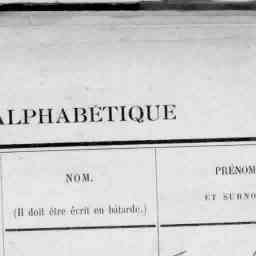 ALPHABÉTIQUE
NOM.
(Il doit être écrit en bâtarde.)
PRÉNOM
ET SURNO